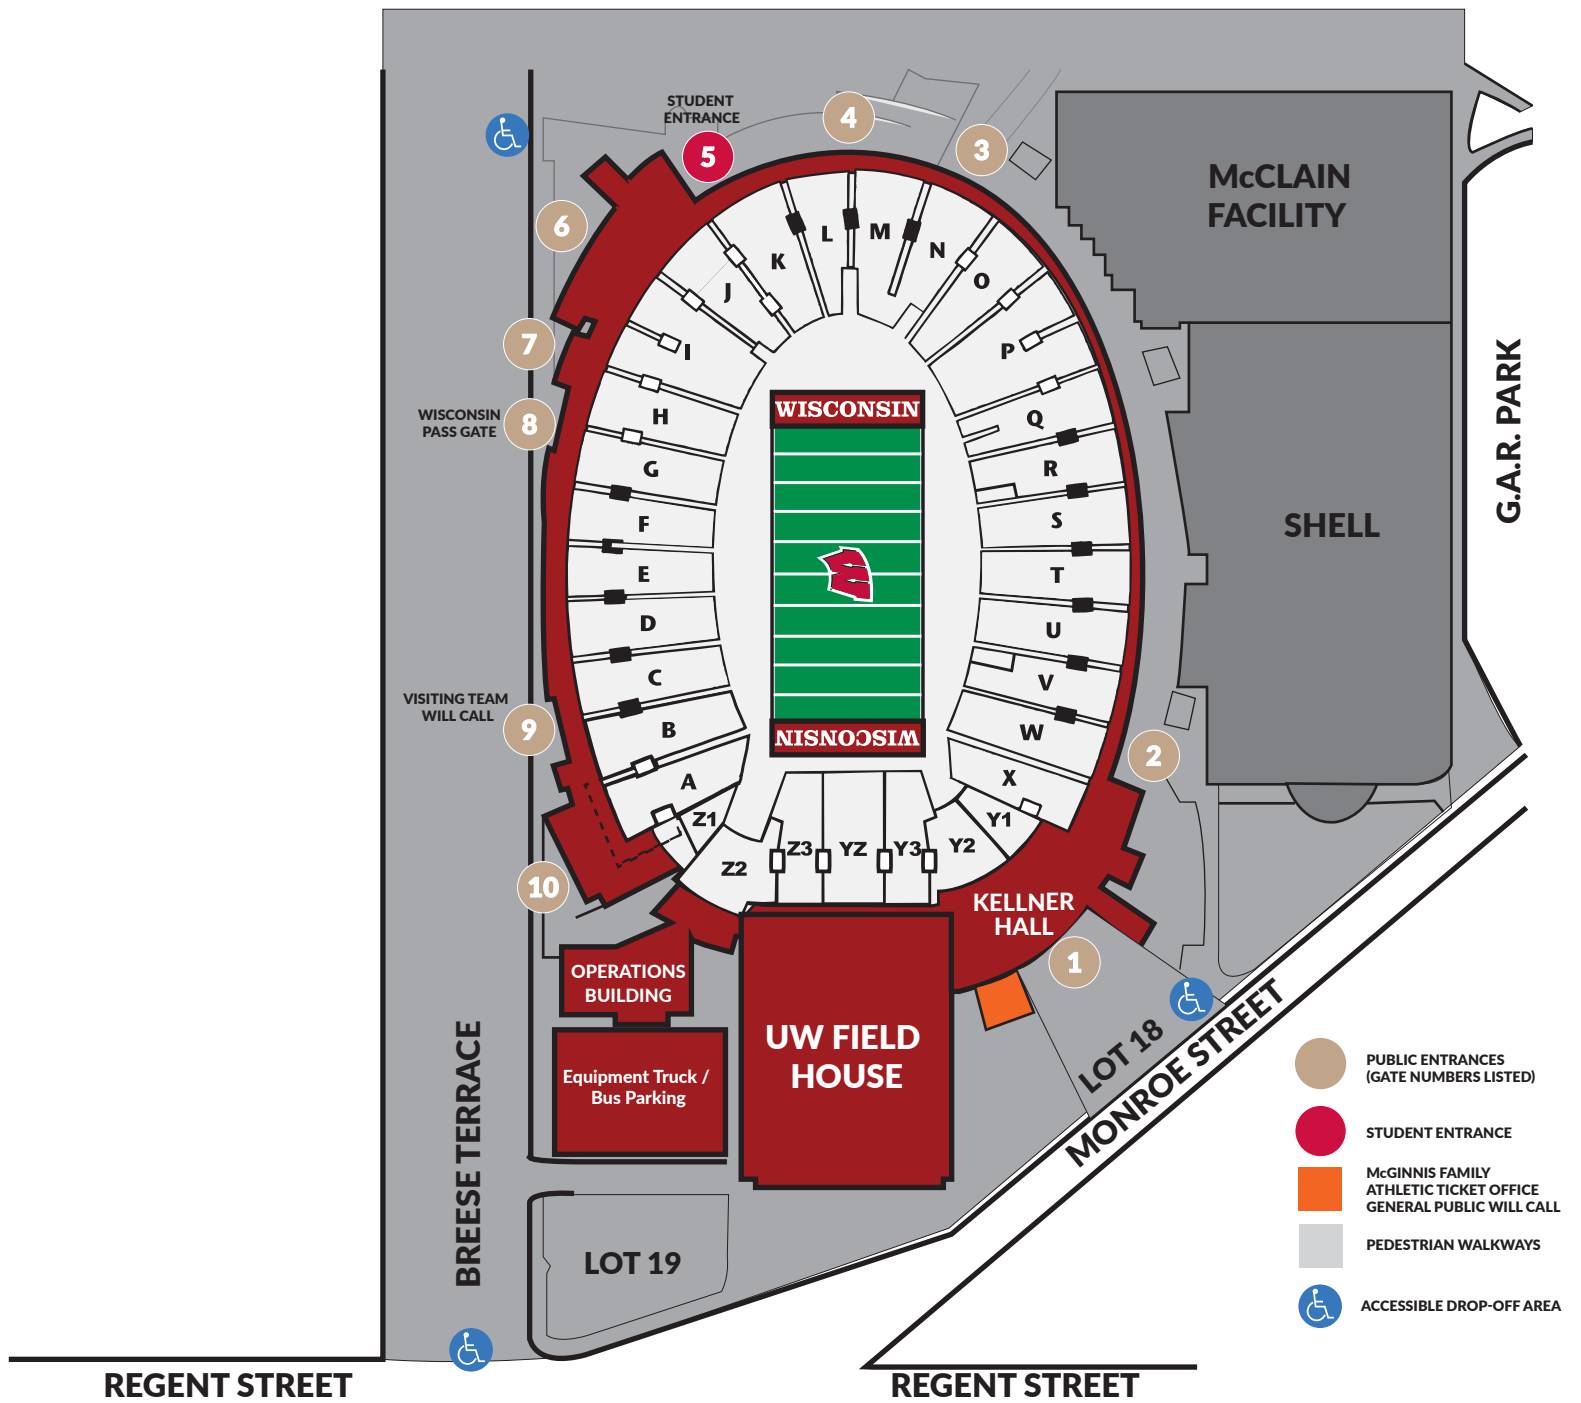 STUDENT
ENTRANCE
4
5
3
6
7
WISCONSIN
PASS GATE
8
McCLAIN
FACILITY
G.A.R. PARK
SHELL
L
M
K
N
J
O
I
P
H
Q
G
R
F
S
E
T
D
U
C
V
B
W
A
X
Z1
Y1
Z2
Z3
YZ
Y3
Y2
WISCONSIN
W
WISCONSIN
VISITING TEAM
WILL CALL
9
2
10
KELLNER
HALL
1
OPERATIONS
BUILDING
UW FIELD
HOUSE
Equipment Truck /
Bus Parking
LOT 18
MONROE STREET
BREESE TERRACE
LOT 19
REGENT STREET
REGENT STREET
PUBLIC ENTRANCES
(GATE NUMBERS LISTED)
STUDENT ENTRANCE
McGINNIS FAMILY
ATHLETIC TICKET OFFICE
GENERAL PUBLIC WILL CALL
PEDESTRIAN WALKWAYS
ACCESSIBLE DROP-OFF AREA